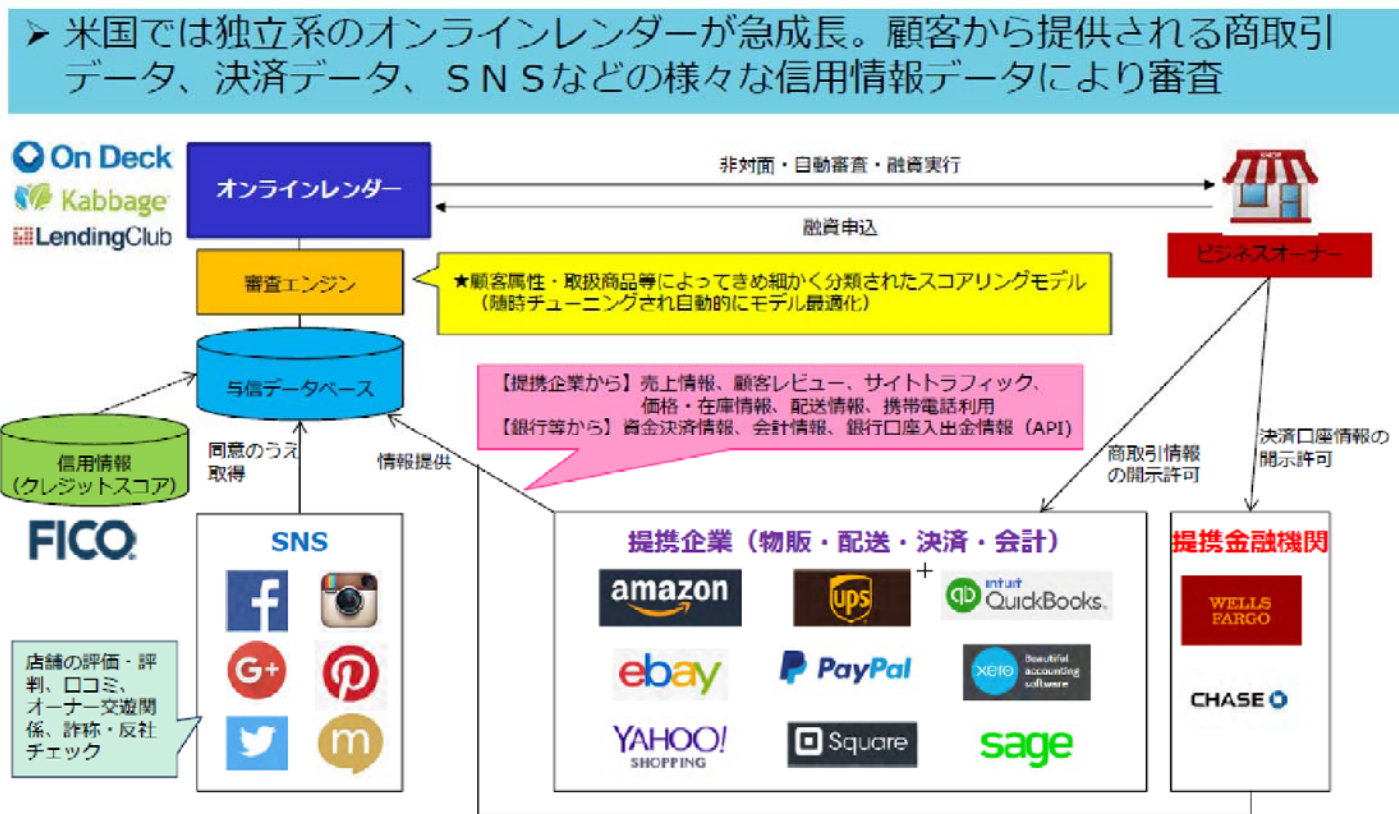 ➤ 米国では独立系のオンラインレンダーが急成長。顧客から提供される商取引
データ、決済データ、ＳＮＳなどの様々な信用情報データにより審査
On Deck
Kabbage
LendingClub
オンラインレンダー
非対面・自動審査・融資実行
融資申込
SHOP
ビジネスオーナー
審査エンジン
★顧客属性・取扱商品等によってきめ細かく分類されたスコアリングモデル
（随時チューニングされ自動的にモデル最適化）
与信データベース
【提携企業から】売上情報、顧客レビュー、サイトトラフィック、
価格・在庫情報、配送情報、携帯電話利用
【銀行等から】資金決済情報、会計情報、銀行口座入出金情報（API）
信用情報
（クレジットスコア）
FICO
同意のうえ
取得
情報提供
商取引情報
の開示許可
決済口座情報の
開示許可
SNS
f
G+
m
店舗の評価・評
判、口コミ、
オーナー交遊関
係、詐称・反社
チェック
提携企業（物販・配送・決済・会計）
amazon
ups
+
qb intuit QuickBooks.
ebay
PayPal
xero Beautiful accounting software
YAHOO!
SHOPPING
Square
sage
提携金融機関
WELLS
FARGO
CHASE